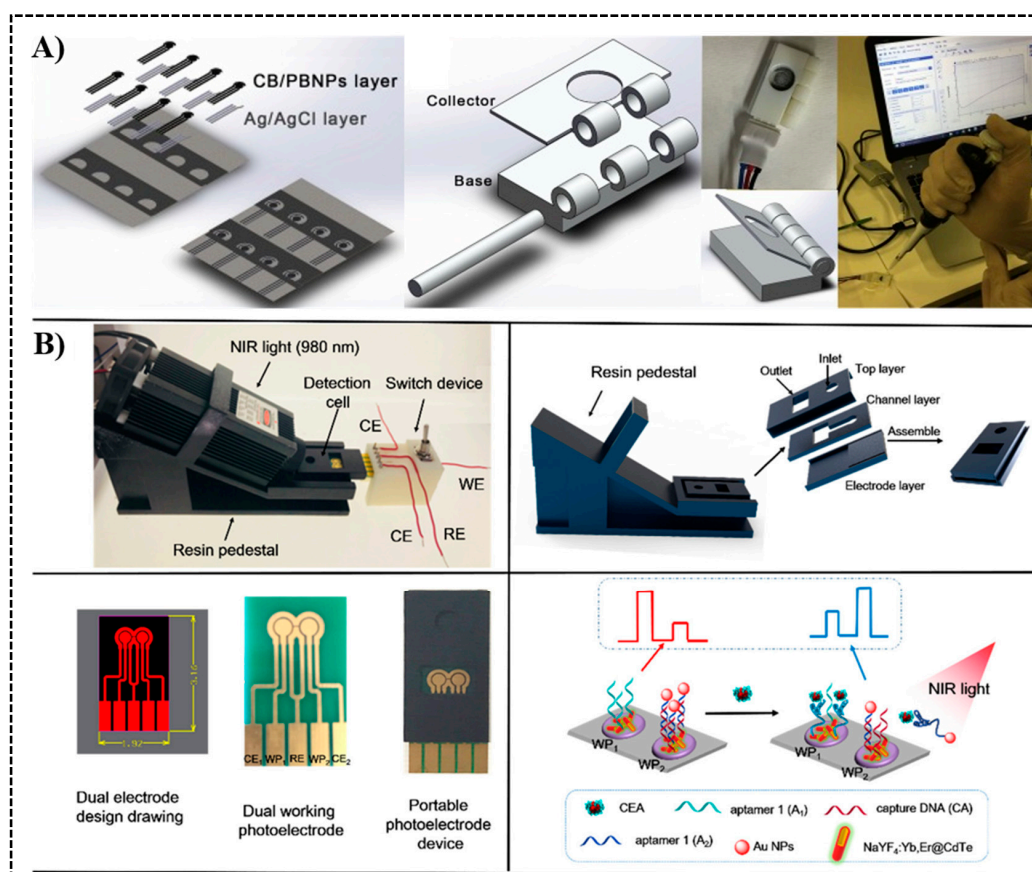 A)
CB/PBNPs layer
Ag/AgCl layer
Collector
Base
B)
NIR light (980 nm)
Detection
cell
Switch device
CE
WE
CE
RE
Resin pedestal
Resin pedestal
Outlet
Inlet
Top layer
Channel layer
Assemble
Electrode layer
3.16
1.92
CE₁ WP₁ RE WP₂ CE₂
Dual electrode
design drawing
Dual working
photoelectrode
Portable
photoelectrode
device
NIR light
WP₁
WP₂
WP₁
WP₂
CEA
aptamer 1 (A₁)
capture DNA (CA)
aptamer 1 (A₂)
Au NPs
NaYF₄:Yb,Er@CdTe